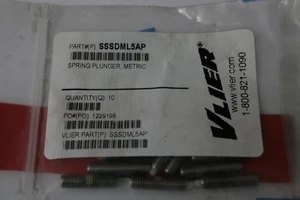 PART#(P): SSSDML5AP
SPRING PLUNGER, METRIC
QUANTITY(Q): 10
PO#(PO): 1229198
VLIER PART(P): SSSDML5AP
VLIER
www.vlier.com
1-800-821-1090